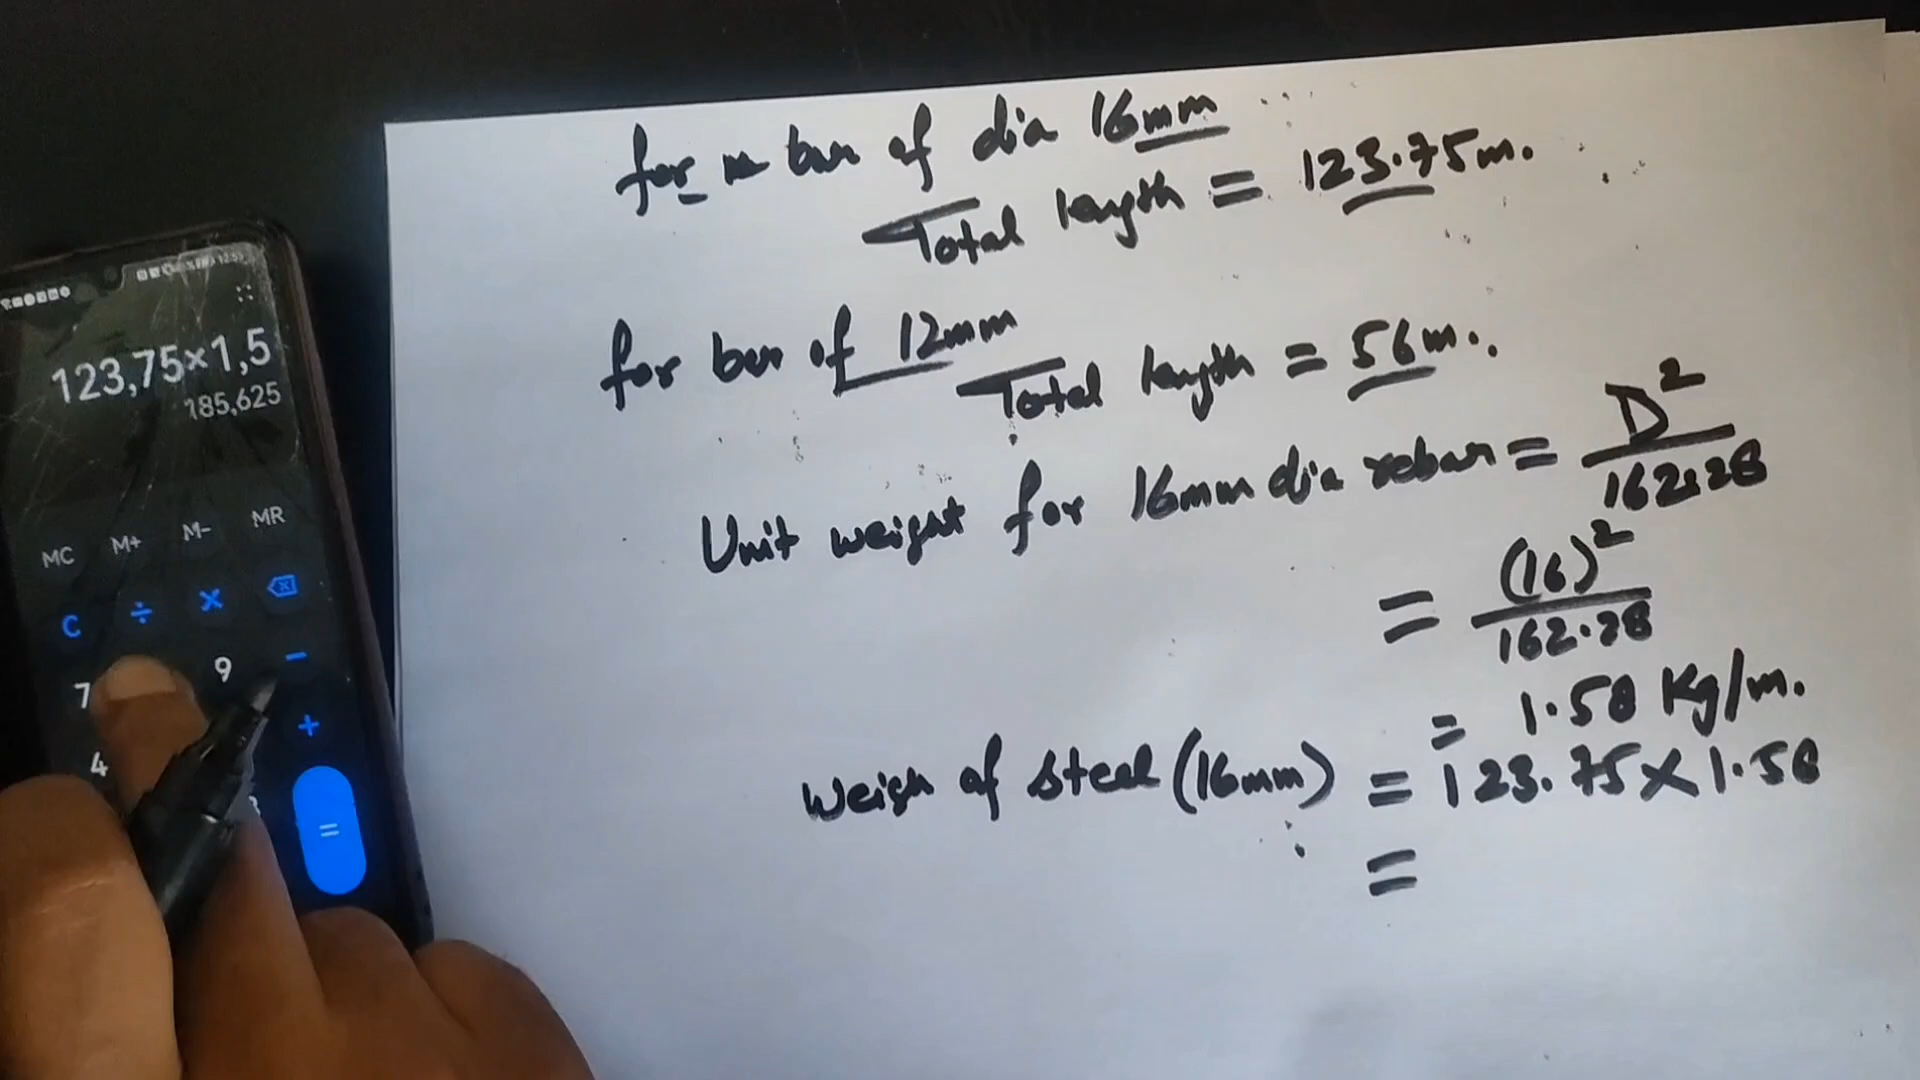 for bar of dia 16mm
Total length = 123.75m.
for bar of 12mm
Total length = 56m.
Unit weight for 16mm dia rebar = D²/162.28
= (16)²/162.28
= 1.58 Kg/m.
Weigh of steel (16mm) = 123.75 × 1.58
=
123,75×1,5
185,625
MC M+ M- MR
C ÷ ×
7 9 −
4 +
=